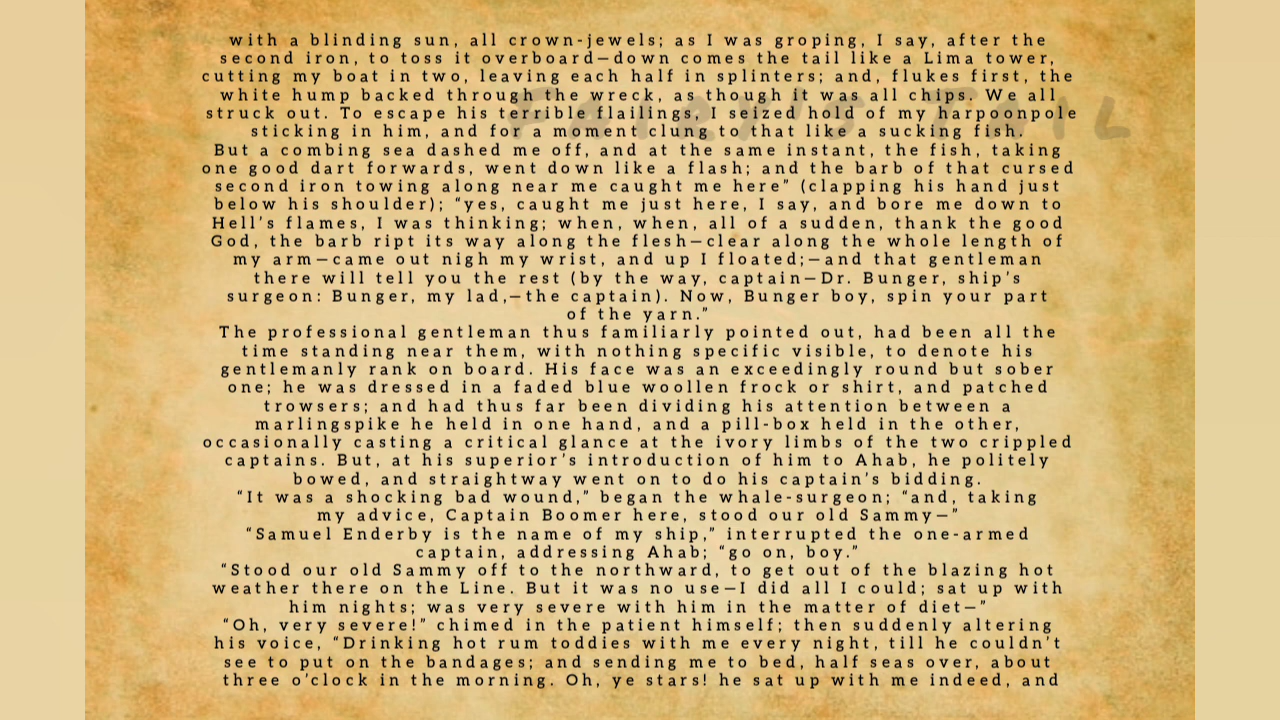 with a blinding sun, all crown-jewels; as I was groping, I say, after the
second iron, to toss it overboard—down comes the tail like a Lima tower,
cutting my boat in two, leaving each half in splinters; and, flukes first, the
white hump backed through the wreck, as though it was all chips. We all
struck out. To escape his terrible flailings, I seized hold of my harpoonpole
sticking in him, and for a moment clung to that like a sucking fish.
But a combing sea dashed me off, and at the same instant, the fish, taking
one good dart forwards, went down like a flash; and the barb of that cursed
second iron towing along near me caught me here” (clapping his hand just
below his shoulder); “yes, caught me just here, I say, and bore me down to
Hell’s flames, I was thinking; when, when, all of a sudden, thank the good
God, the barb ript its way along the flesh—clear along the whole length of
my arm—came out nigh my wrist, and up I floated;—and that gentleman
there will tell you the rest (by the way, captain—Dr. Bunger, ship’s
surgeon: Bunger, my lad,—the captain). Now, Bunger boy, spin your part
of the yarn.”
The professional gentleman thus familiarly pointed out, had been all the
time standing near them, with nothing specific visible, to denote his
gentlemanly rank on board. His face was an exceedingly round but sober
one; he was dressed in a faded blue woollen frock or shirt, and patched
trowsers; and had thus far been dividing his attention between a
marlingspike he held in one hand, and a pill-box held in the other,
occasionally casting a critical glance at the ivory limbs of the two crippled
captains. But, at his superior’s introduction of him to Ahab, he politely
bowed, and straightway went on to do his captain’s bidding.
“It was a shocking bad wound,” began the whale-surgeon; “and, taking
my advice, Captain Boomer here, stood our old Sammy—”
“Samuel Enderby is the name of my ship,” interrupted the one-armed
captain, addressing Ahab; “go on, boy.”
“Stood our old Sammy off to the northward, to get out of the blazing hot
weather there on the Line. But it was no use—I did all I could; sat up with
him nights; was very severe with him in the matter of diet—”
“Oh, very severe!” chimed in the patient himself; then suddenly altering
his voice, “Drinking hot rum toddies with me every night, till he couldn’t
see to put on the bandages; and sending me to bed, half seas over, about
three o’clock in the morning. Oh, ye stars! he sat up with me indeed, and